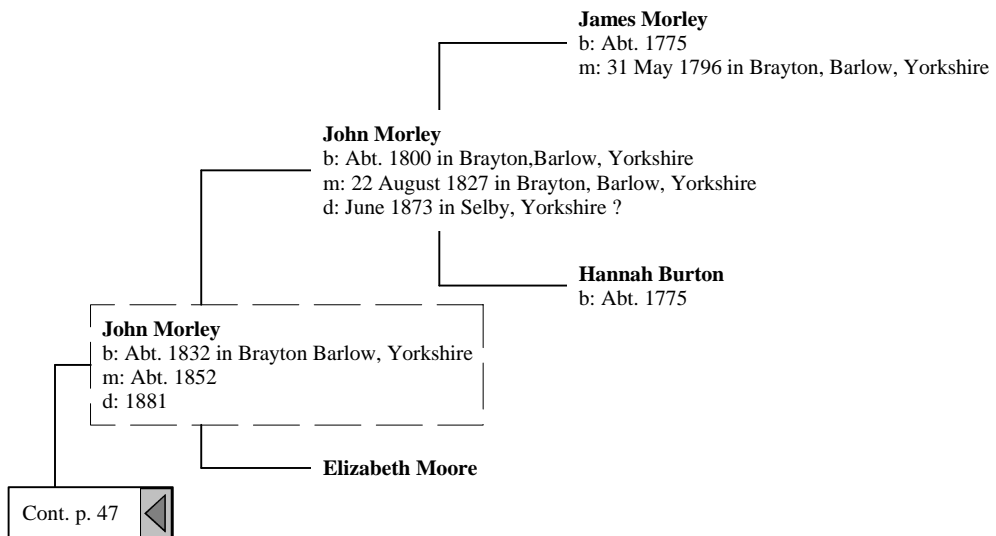 James Morley
b: Abt. 1775
m: 31 May 1796 in Brayton, Barlow, Yorkshire
John Morley
b: Abt. 1800 in Brayton,Barlow, Yorkshire
m: 22 August 1827 in Brayton, Barlow, Yorkshire
d: June 1873 in Selby, Yorkshire ?
Hannah Burton
b: Abt. 1775
John Morley
b: Abt. 1832 in Brayton Barlow, Yorkshire
m: Abt. 1852
d: 1881
Elizabeth Moore
Cont. p. 47